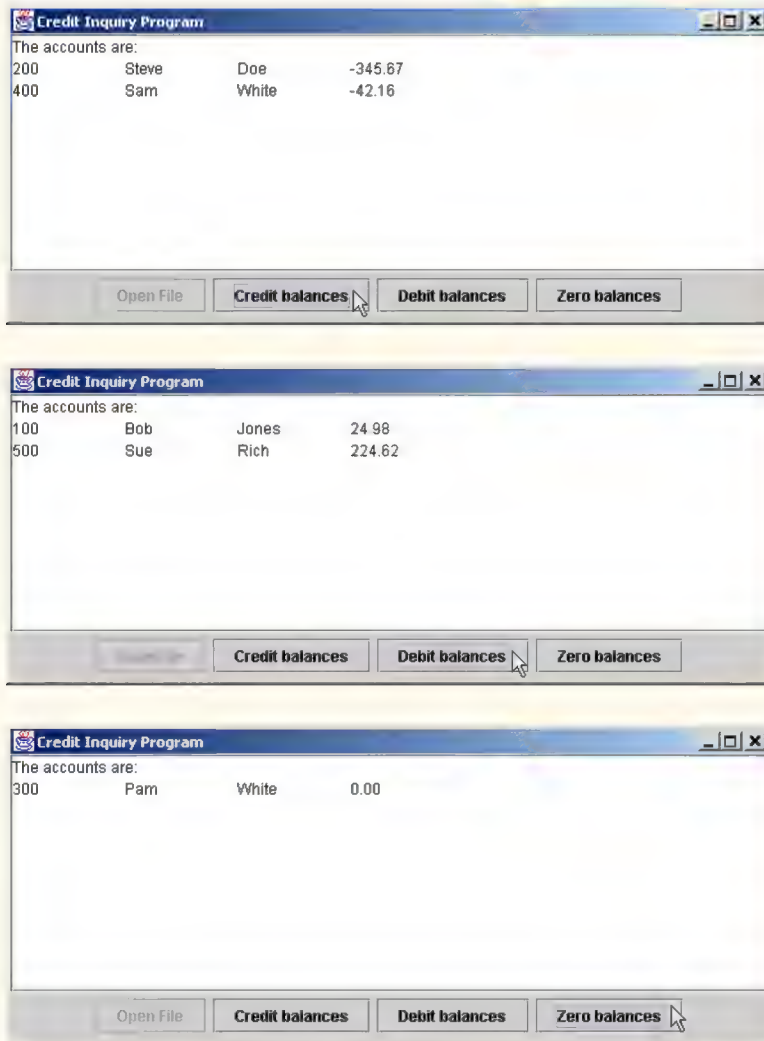 Credit Inquiry Program
The accounts are:
200 Steve Doe -345.67
400 Sam White -42.16
Open File Credit balances Debit balances Zero balances
Credit Inquiry Program
The accounts are:
100 Bob Jones 24.98
500 Sue Rich 224.62
Credit balances Debit balances Zero balances
Credit Inquiry Program
The accounts are:
300 Pam White 0.00
Open File Credit balances Debit balances Zero balances